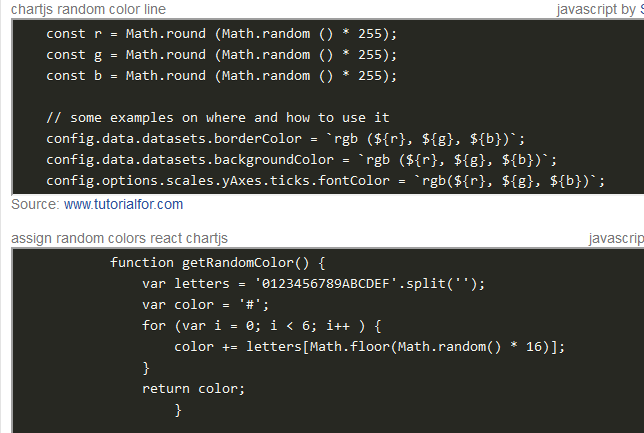 chartjs random color line
javascript by S
const r = Math.round (Math.random () * 255);
const g = Math.round (Math.random () * 255);
const b = Math.round (Math.random () * 255);
// some examples on where and how to use it
config.data.datasets.borderColor = `rgb (${r}, ${g}, ${b})`;
config.data.datasets.backgroundColor = `rgb (${r}, ${g}, ${b})`;
config.options.scales.yAxes.ticks.fontColor = `rgb(${r}, ${g}, ${b})`;
Source: www.tutorialfor.com
assign random colors react chartjs
javascrip
function getRandomColor() {
var letters = '0123456789ABCDEF'.split('');
var color = '#';
for (var i = 0; i < 6; i++ ) {
color += letters[Math.floor(Math.random() * 16)];
}
return color;
}